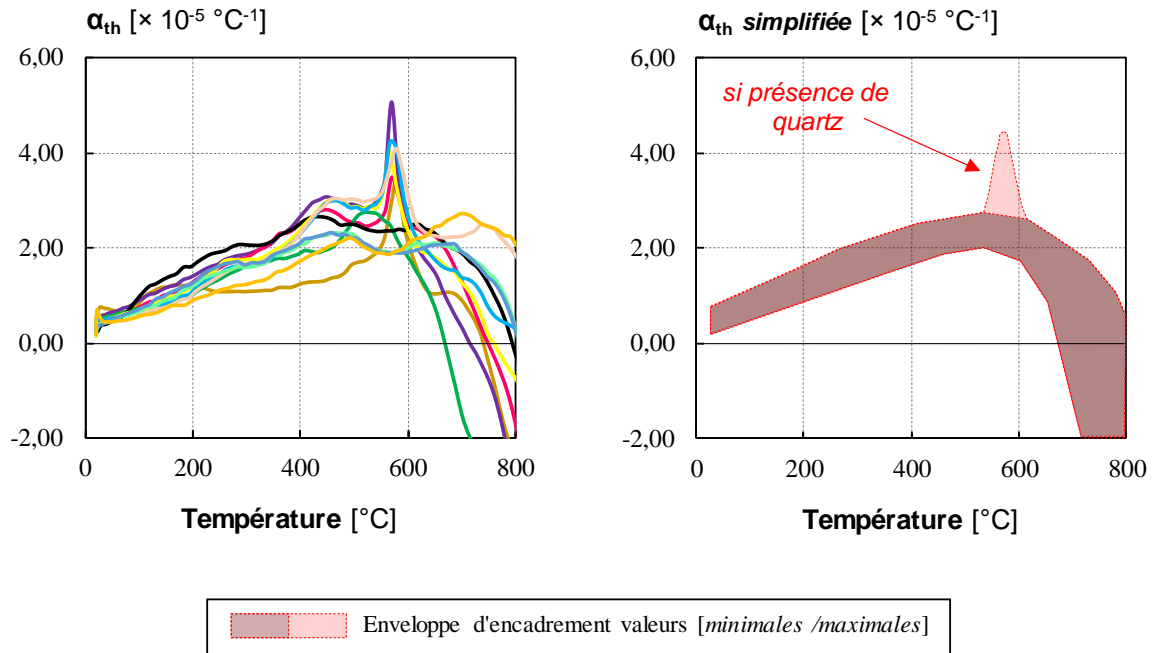 αth [× 10-5 °C-1]
6,00
4,00
2,00
0,00
-2,00
0
200
400
600
800
Température [°C]
αth simplifiée [× 10-5 °C-1]
6,00
4,00
2,00
0,00
-2,00
si présence de
quartz
0
200
400
600
800
Température [°C]
Enveloppe d'encadrement valeurs [minimales /maximales]